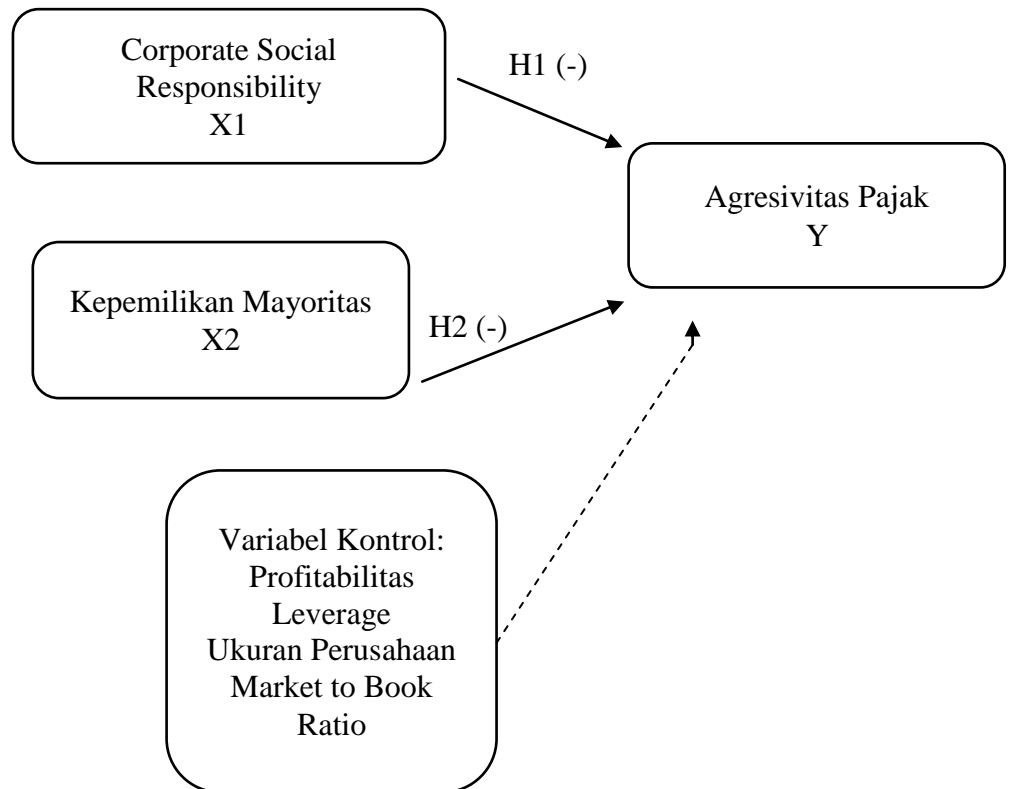 Corporate Social
Responsibility
X1
H1 (-)
Agresivitas Pajak
Y
Kepemilikan Mayoritas
X2
H2 (-)
Variabel Kontrol:
Profitabilitas
Leverage
Ukuran Perusahaan
Market to Book
Ratio